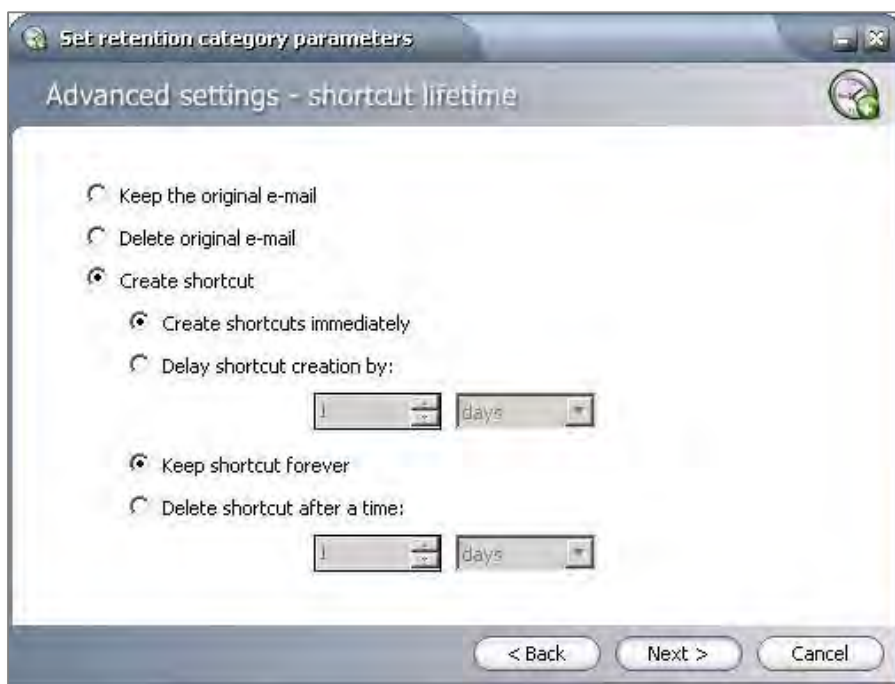 Set retention category parameters
Advanced settings - shortcut lifetime
Keep the original e-mail
Delete original e-mail
Create shortcut
Create shortcuts immediately
Delay shortcut creation by:
1 days
Keep shortcut forever
Delete shortcut after a time:
1 days
< Back Next > Cancel